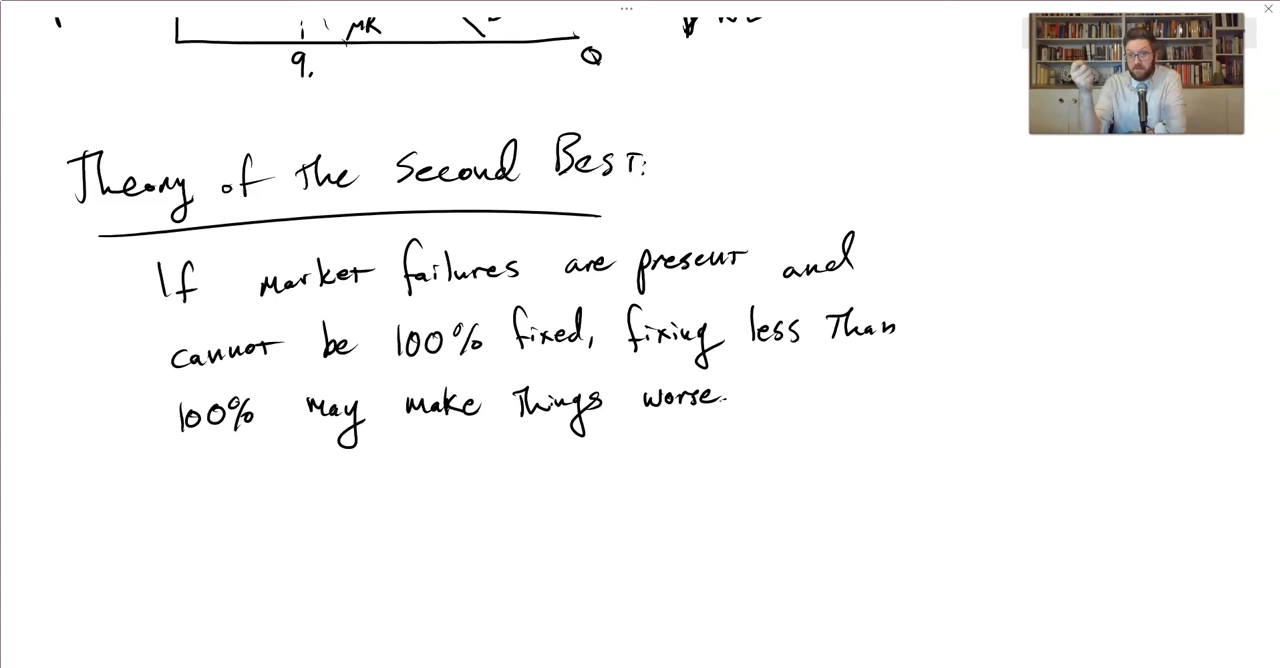 MR
q.
Q
Theory of the Second Best:
If market failures are present and
cannot be 100% fixed, fixing less than
100% may make things worse.